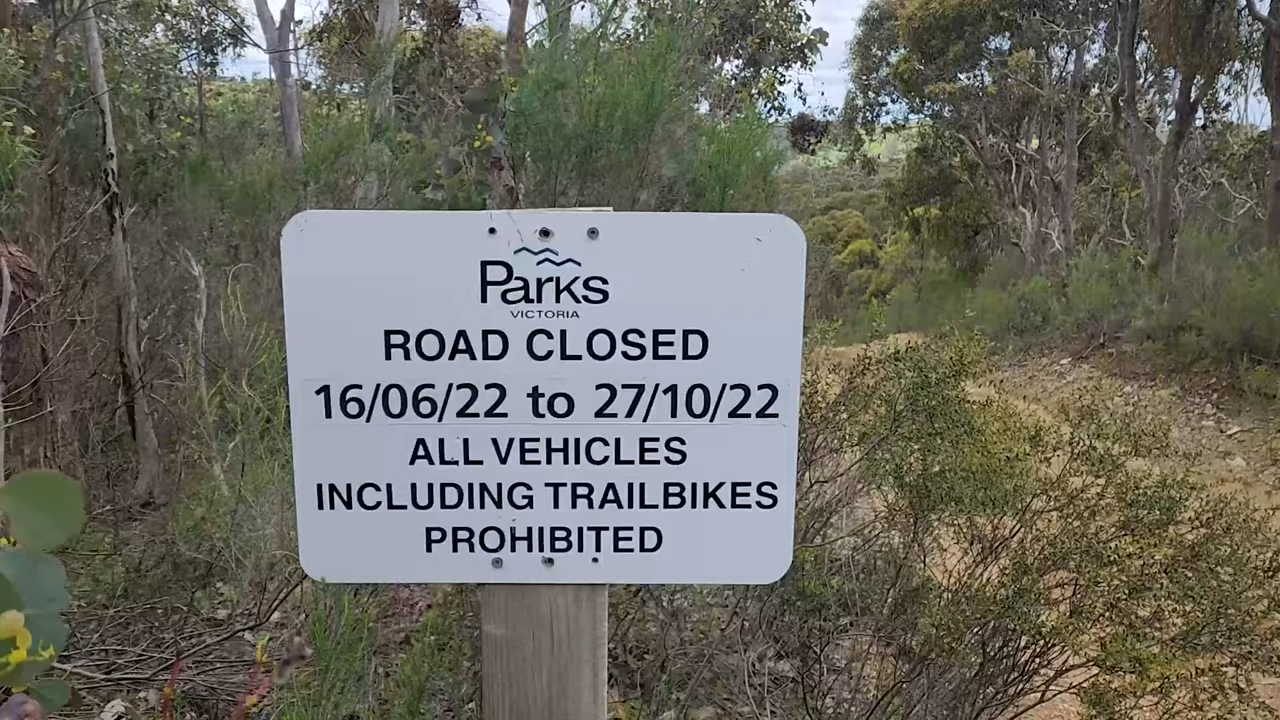 Parks
VICTORIA
ROAD CLOSED
16/06/22 to 27/10/22
ALL VEHICLES
INCLUDING TRAILBIKES
PROHIBITED